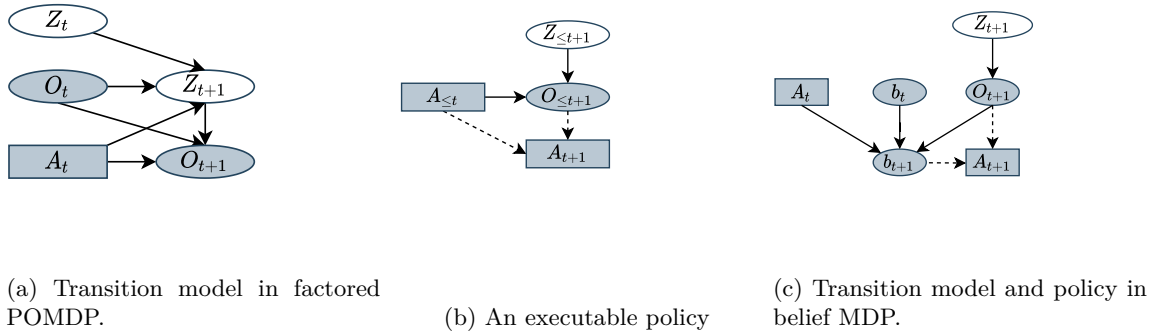 Z_t
O_t
Z_{t+1}
A_t
O_{t+1}
(a) Transition model in factored
POMDP.
Z_{≤t+1}
A_{≤t}
O_{≤t+1}
A_{t+1}
(b) An executable policy
Z_{t+1}
A_t
b_t
O_{t+1}
b_{t+1}
A_{t+1}
(c) Transition model and policy in
belief MDP.